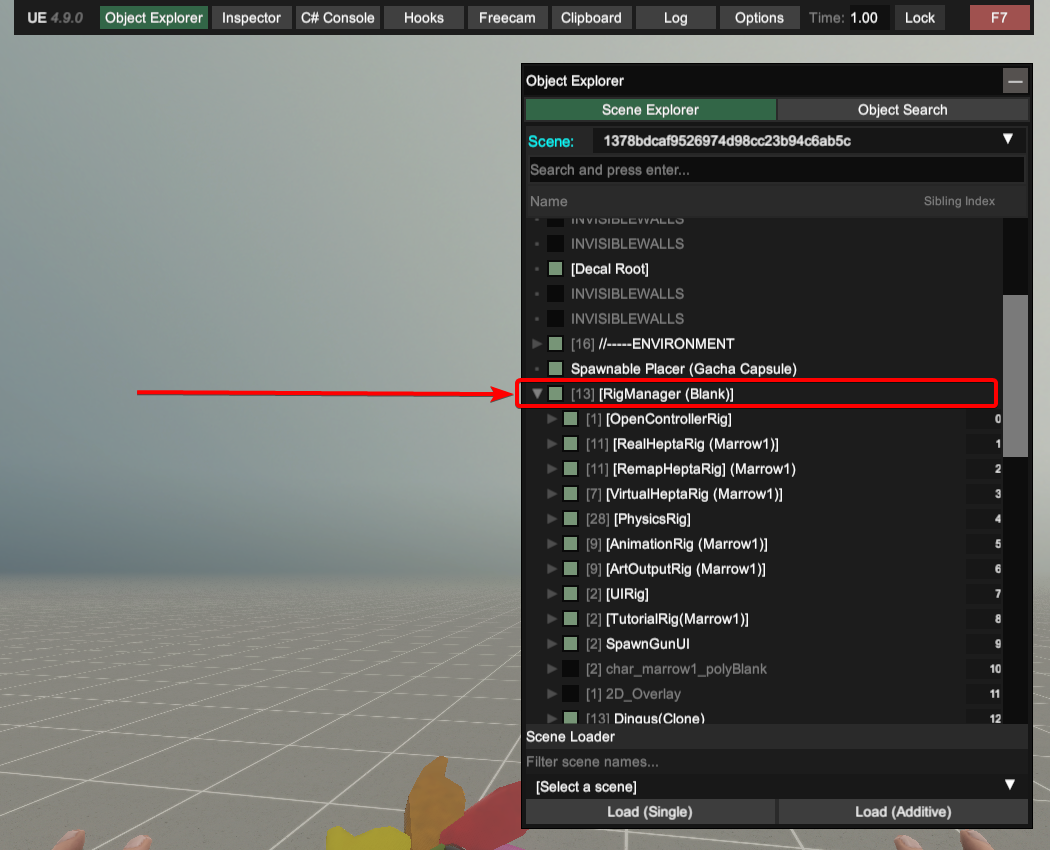 UE 4.9.0 Object Explorer Inspector C# Console Hooks Freecam Clipboard Log Options Time: 1.00 Lock F7
Object Explorer —
Scene Explorer Object Search
Scene: 1378bdcaf9526974d98cc23b94c6ab5c ▼
Search and press enter...
Name Sibling Index
INVISIBLEWALLS
INVISIBLEWALLS
[Decal Root]
INVISIBLEWALLS
INVISIBLEWALLS
► [16] //-----ENVIRONMENT
Spawnable Placer (Gacha Capsule)
▼ [13] [RigManager (Blank)]
► [1] [OpenControllerRig] 0
► [11] [RealHeptaRig (Marrow1)] 1
► [11] [RemapHeptaRig] (Marrow1) 2
► [7] [VirtualHeptaRig (Marrow1)] 3
► [28] [PhysicsRig] 4
► [9] [AnimationRig (Marrow1)] 5
► [9] [ArtOutputRig (Marrow1)] 6
► [2] [UIRig] 7
► [2] [TutorialRig(Marrow1)] 8
► [2] SpawnGunUI 9
► [2] char_marrow1_polyBlank 10
► [1] 2D_Overlay 11
► [13] Dingus(Clone) 12
Scene Loader
Filter scene names...
[Select a scene] ▼
Load (Single) Load (Additive)